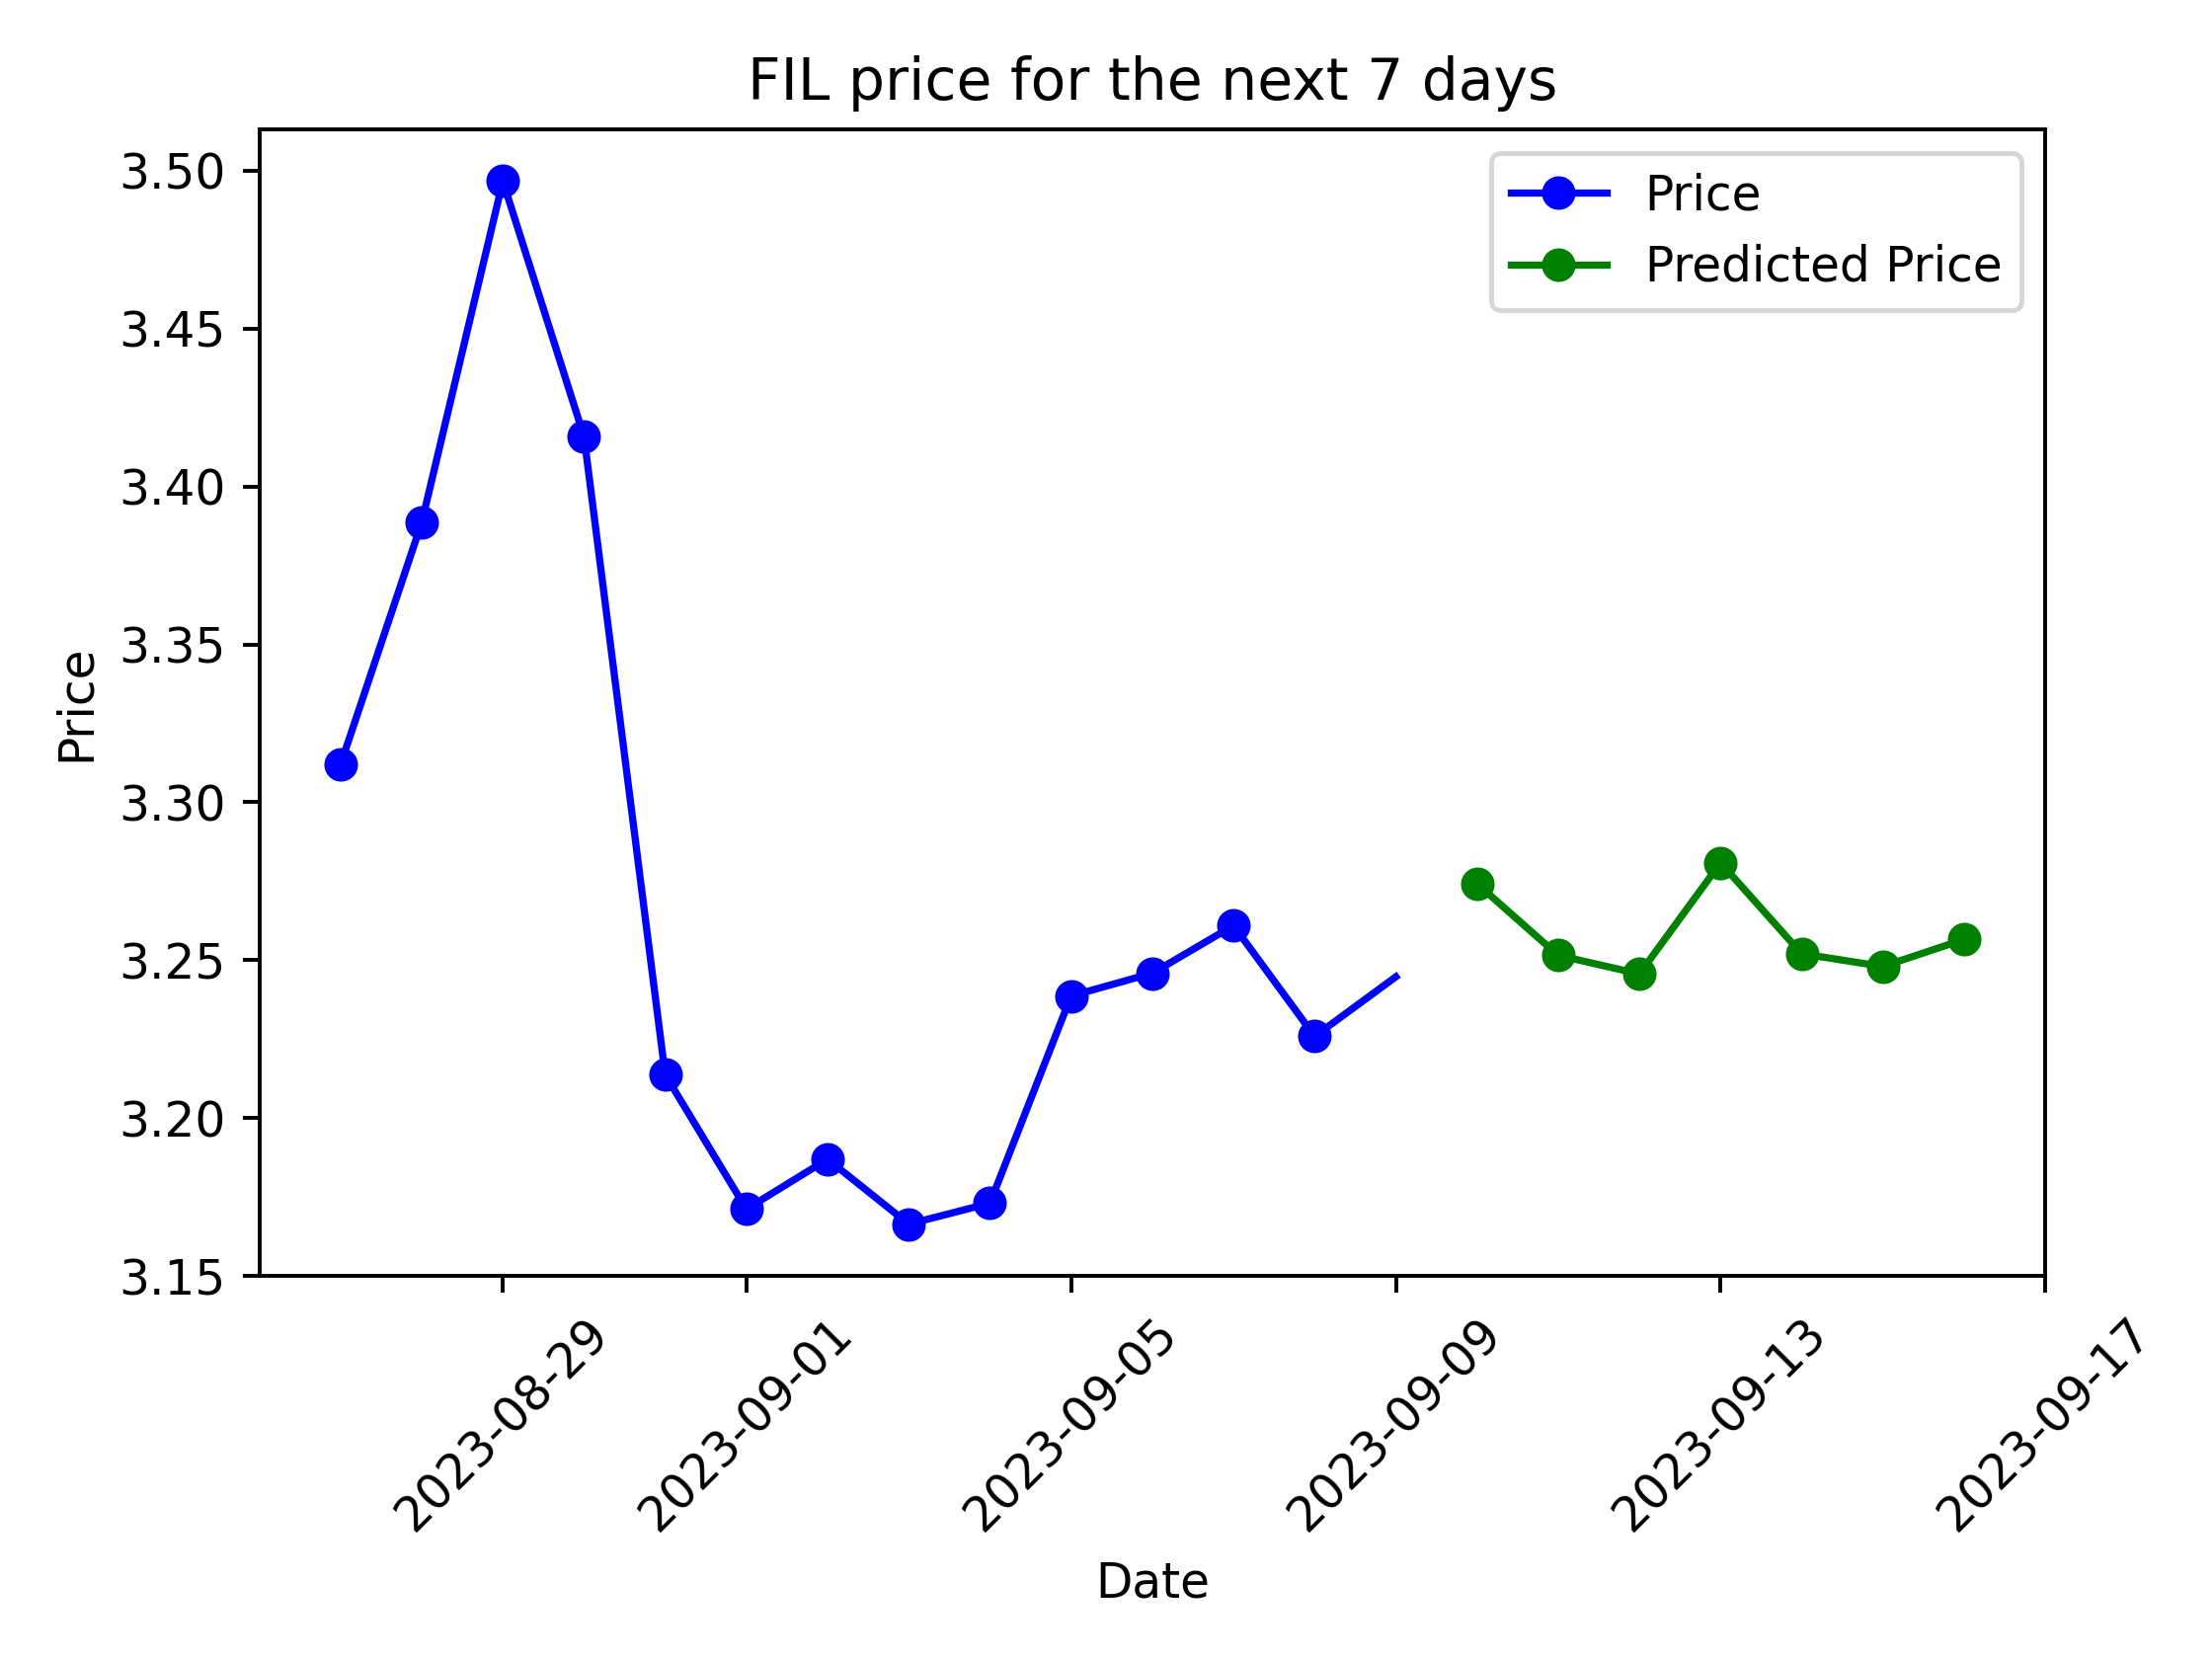 FIL price for the next 7 days
Price
Predicted Price
3.50
3.45
3.40
3.35
3.30
3.25
3.20
3.15
Price
2023-08-29
2023-09-01
2023-09-05
2023-09-09
2023-09-13
2023-09-17
Date